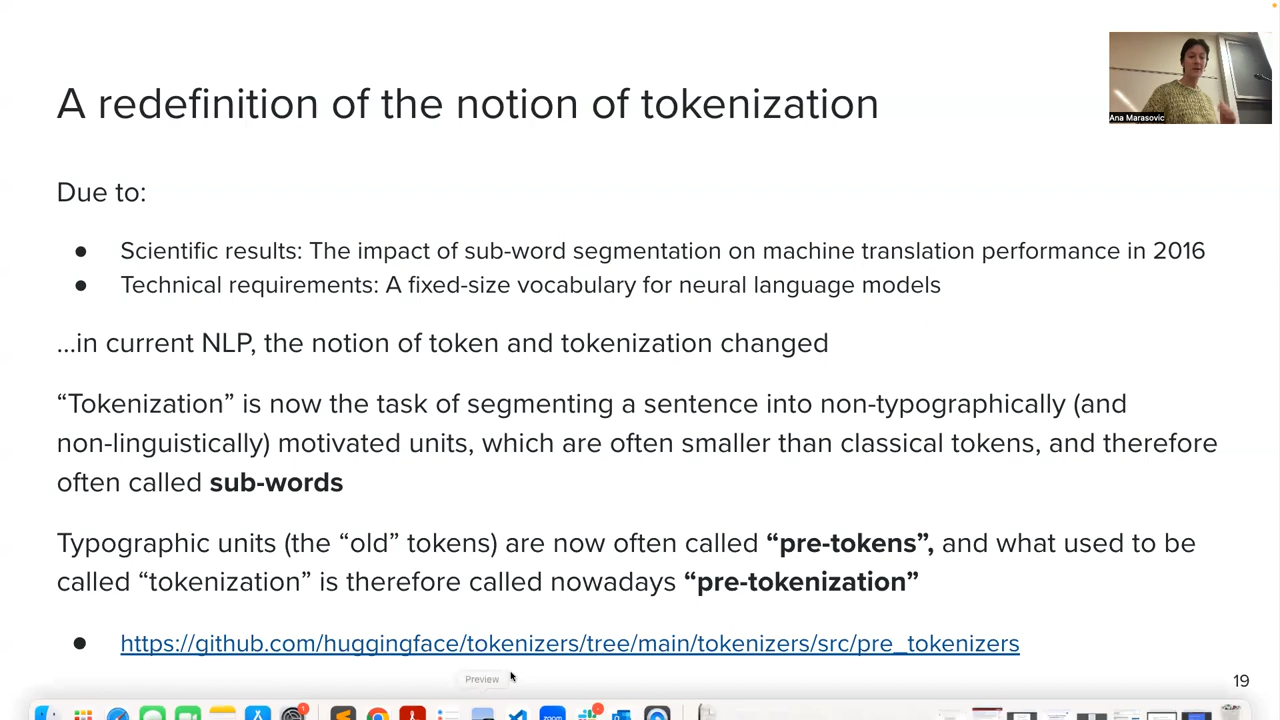 Ana Marasovic
A redefinition of the notion of tokenization
Due to:
● Scientific results: The impact of sub-word segmentation on machine translation performance in 2016
● Technical requirements: A fixed-size vocabulary for neural language models
…in current NLP, the notion of token and tokenization changed
“Tokenization” is now the task of segmenting a sentence into non-typographically (and
non-linguistically) motivated units, which are often smaller than classical tokens, and therefore
often called sub-words
Typographic units (the “old” tokens) are now often called “pre-tokens”, and what used to be
called “tokenization” is therefore called nowadays “pre-tokenization”
● https://github.com/huggingface/tokenizers/tree/main/tokenizers/src/pre_tokenizers
Preview
19
zoom